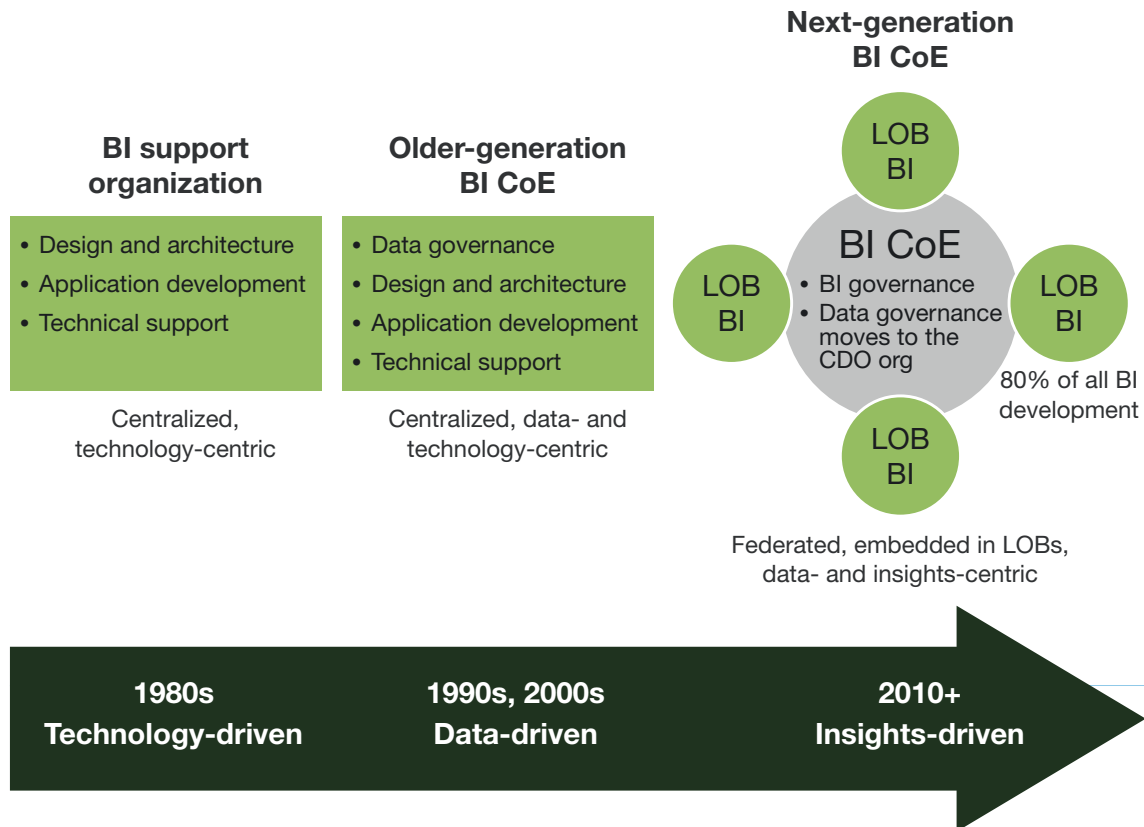 BI support
organization
• Design and architecture
• Application development
• Technical support
Centralized,
technology-centric
Older-generation
BI CoE
• Data governance
• Design and architecture
• Application development
• Technical support
Centralized, data- and
technology-centric
Next-generation
BI CoE
LOB
BI
LOB
BI
BI CoE
• BI governance
• Data governance
moves to the
CDO org
LOB
BI
80% of all BI
development
LOB
BI
Federated, embedded in LOBs,
data- and insights-centric
1980s
Technology-driven
1990s, 2000s
Data-driven
2010+
Insights-driven